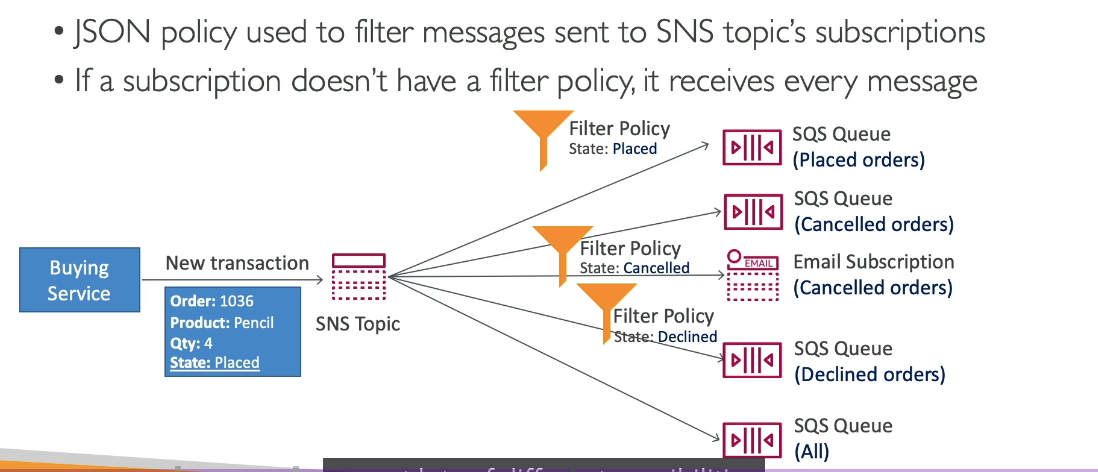 • JSON policy used to filter messages sent to SNS topic's subscriptions
• If a subscription doesn't have a filter policy, it receives every message
Filter Policy
State: Placed
SQS Queue
(Placed orders)
SQS Queue
(Cancelled orders)
Filter Policy
State: Cancelled
EMAIL
Email Subscription
(Cancelled orders)
Buying
Service
New transaction
Order: 1036
Product: Pencil
Qty: 4
State: Placed
SNS Topic
Filter Policy
State: Declined
SQS Queue
(Declined orders)
SQS Queue
(All)